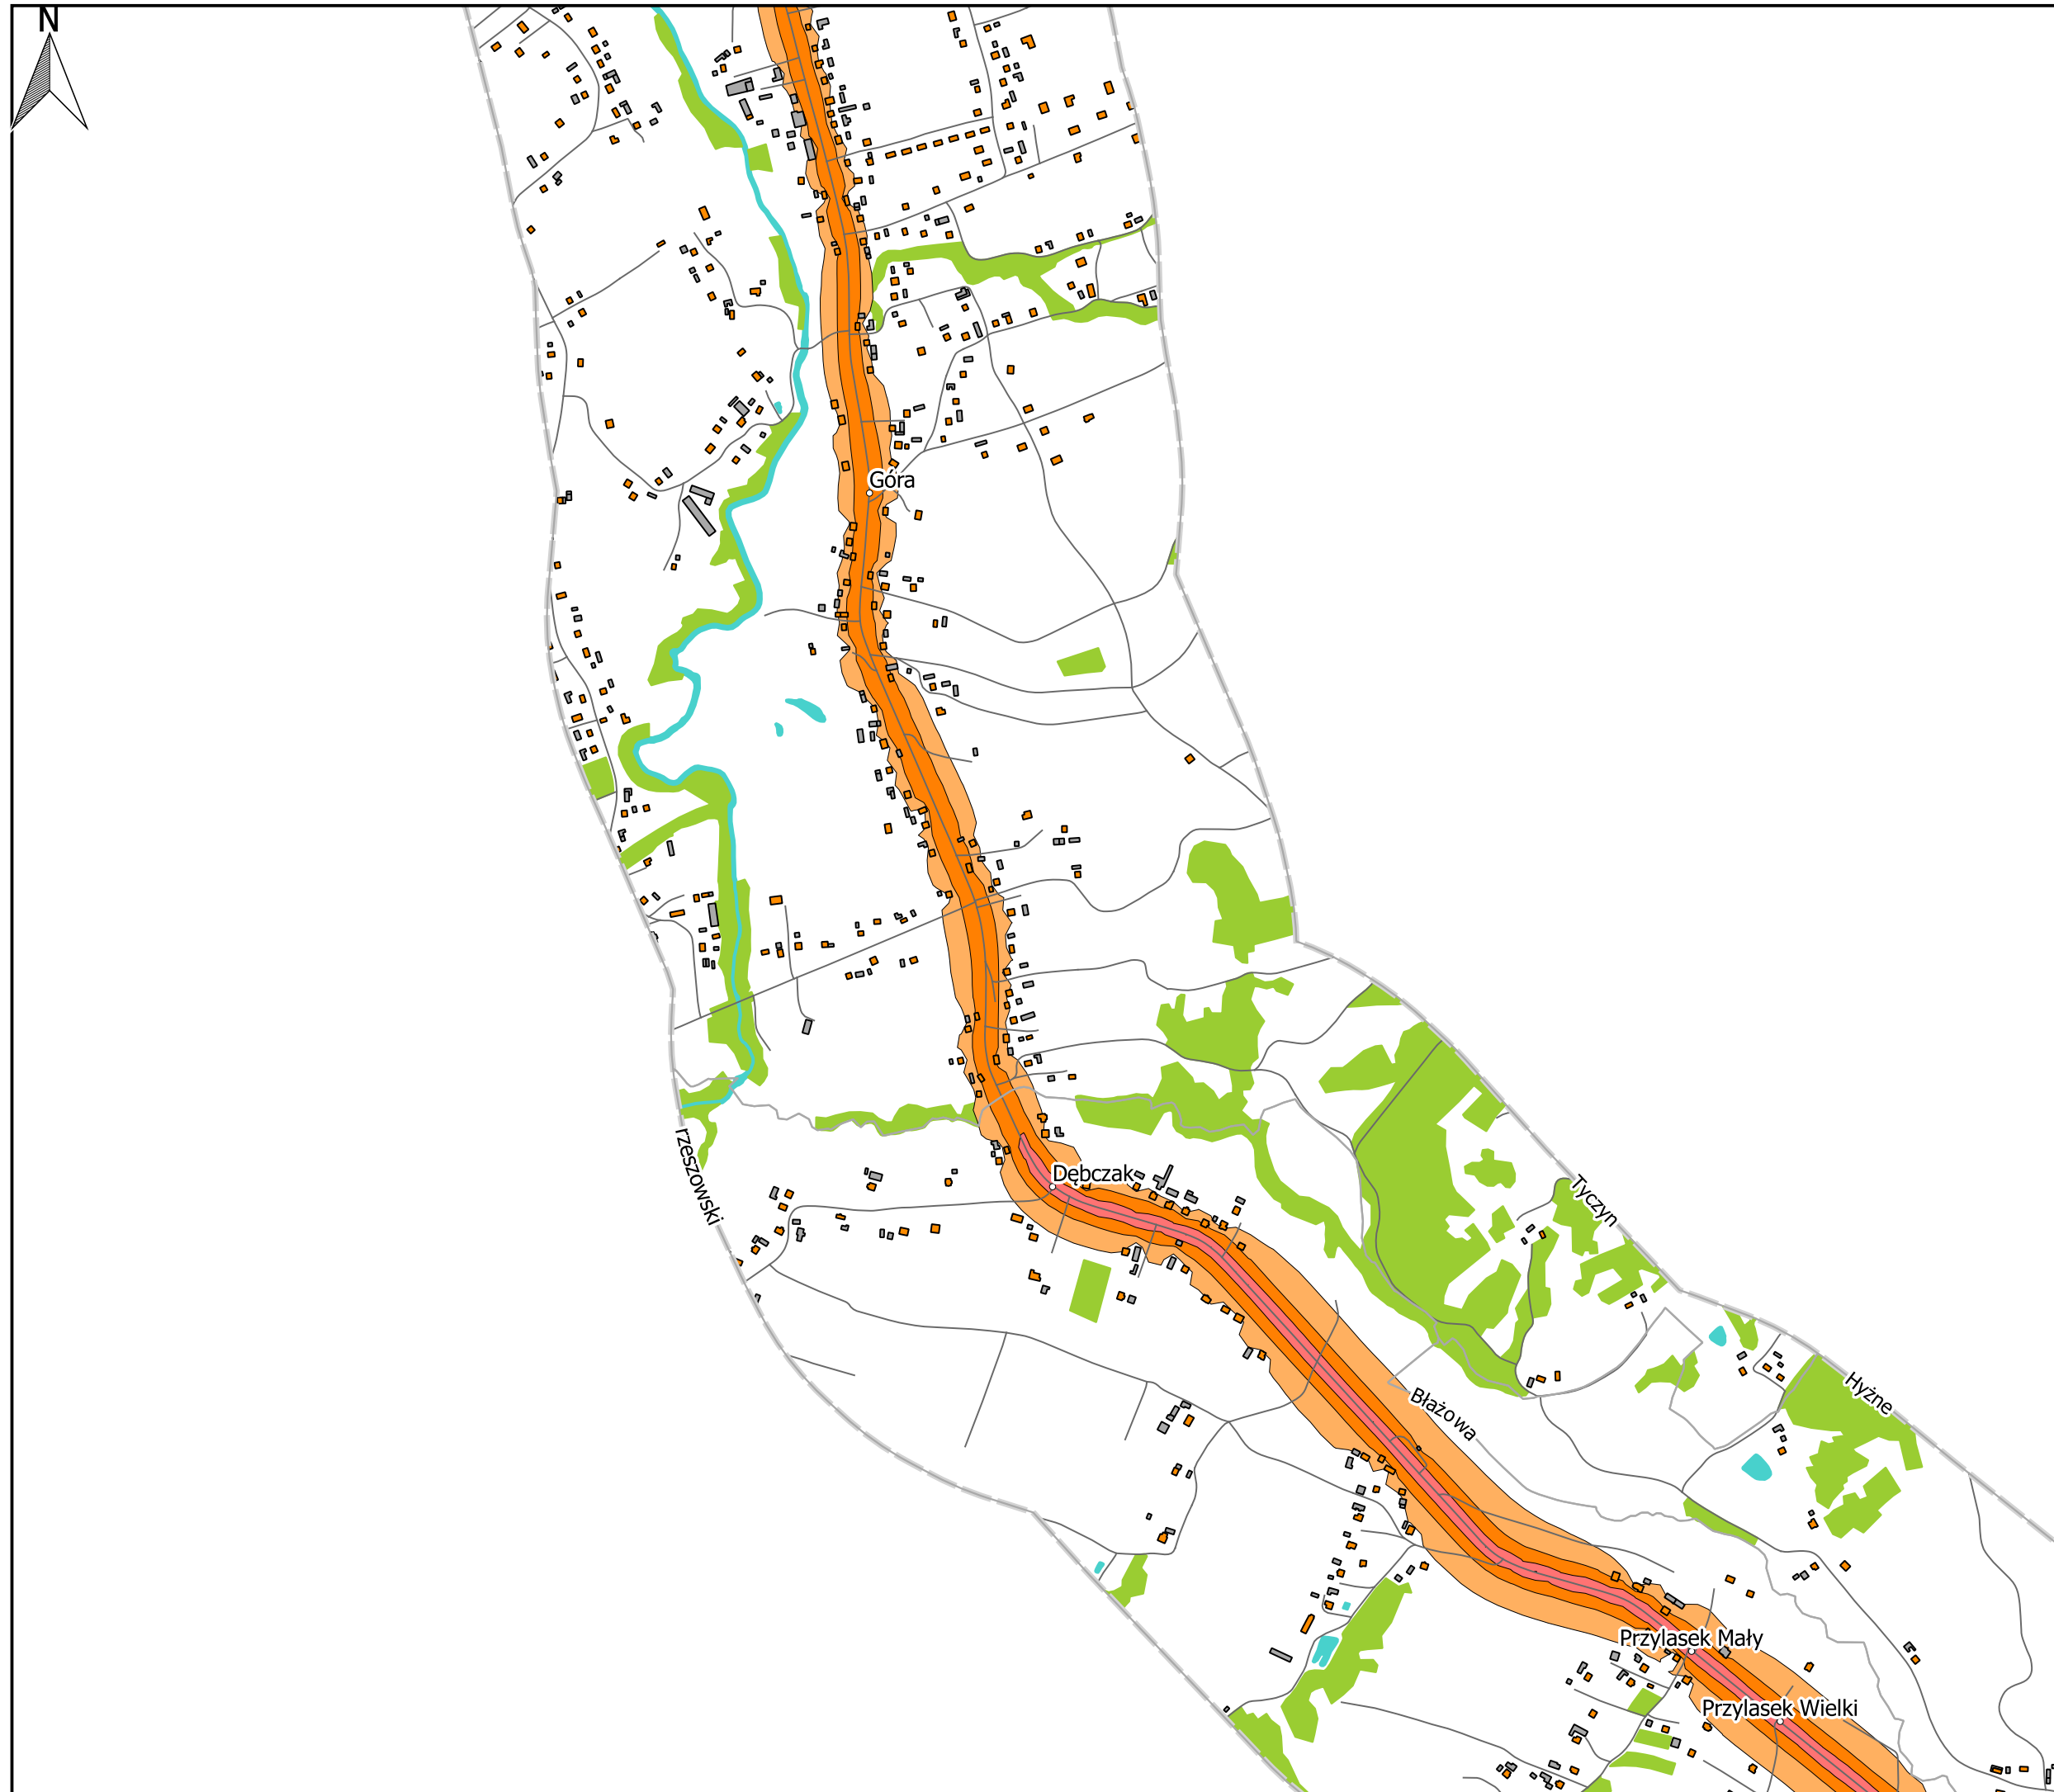 N
Góra
rzeszowski
Dębczak
Tyczyn
Hyżne
Błażowa
Przylasek Mały
Przylasek Wielki